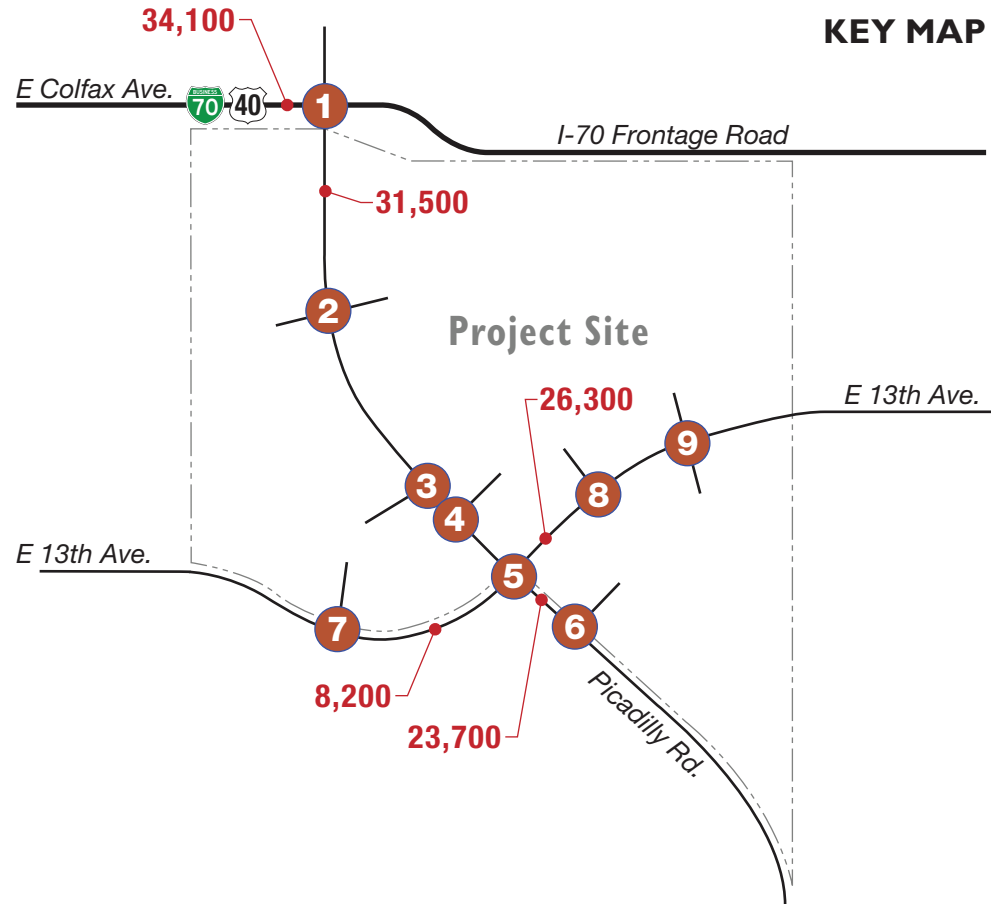 34,100
KEY MAP
E Colfax Ave.
BUSINESS
70
40
1
I-70 Frontage Road
31,500
2
Project Site
26,300
E 13th Ave.
9
3
8
4
E 13th Ave.
5
7
6
8,200
23,700
Picadilly Rd.